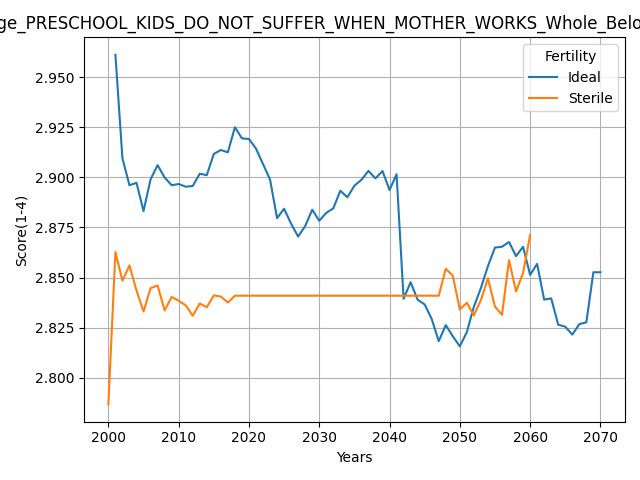 ge_PRESCHOOL_KIDS_DO_NOT_SUFFER_WHEN_MOTHER_WORKS_Whole_Belo
Fertility
Ideal
Sterile
Score(1-4)
2.950
2.925
2.900
2.875
2.850
2.825
2.800
2000 2010 2020 2030 2040 2050 2060 2070
Years